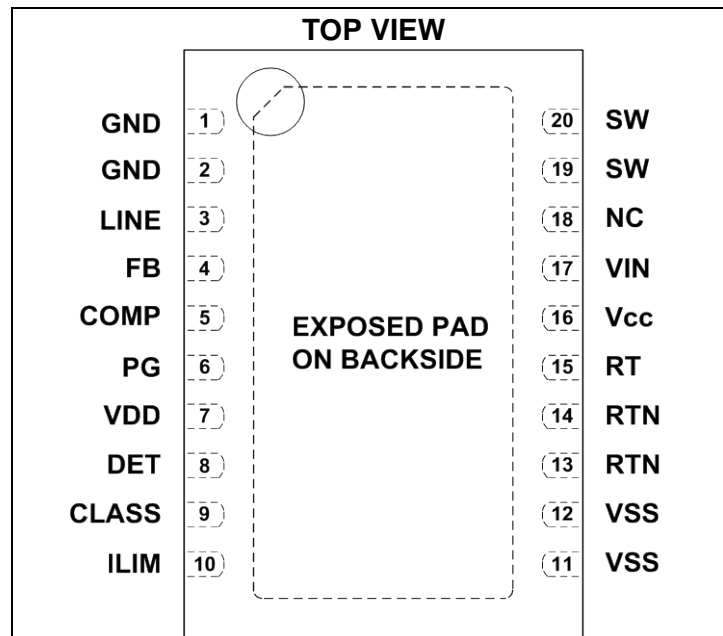 TOP VIEW
GND 1 20 SW
GND 2 19 SW
LINE 3 18 NC
FB 4 17 VIN
COMP 5 16 Vcc
EXPOSED PAD
ON BACKSIDE
PG 6 15 RT
VDD 7 14 RTN
DET 8 13 RTN
CLASS 9 12 VSS
ILIM 10 11 VSS